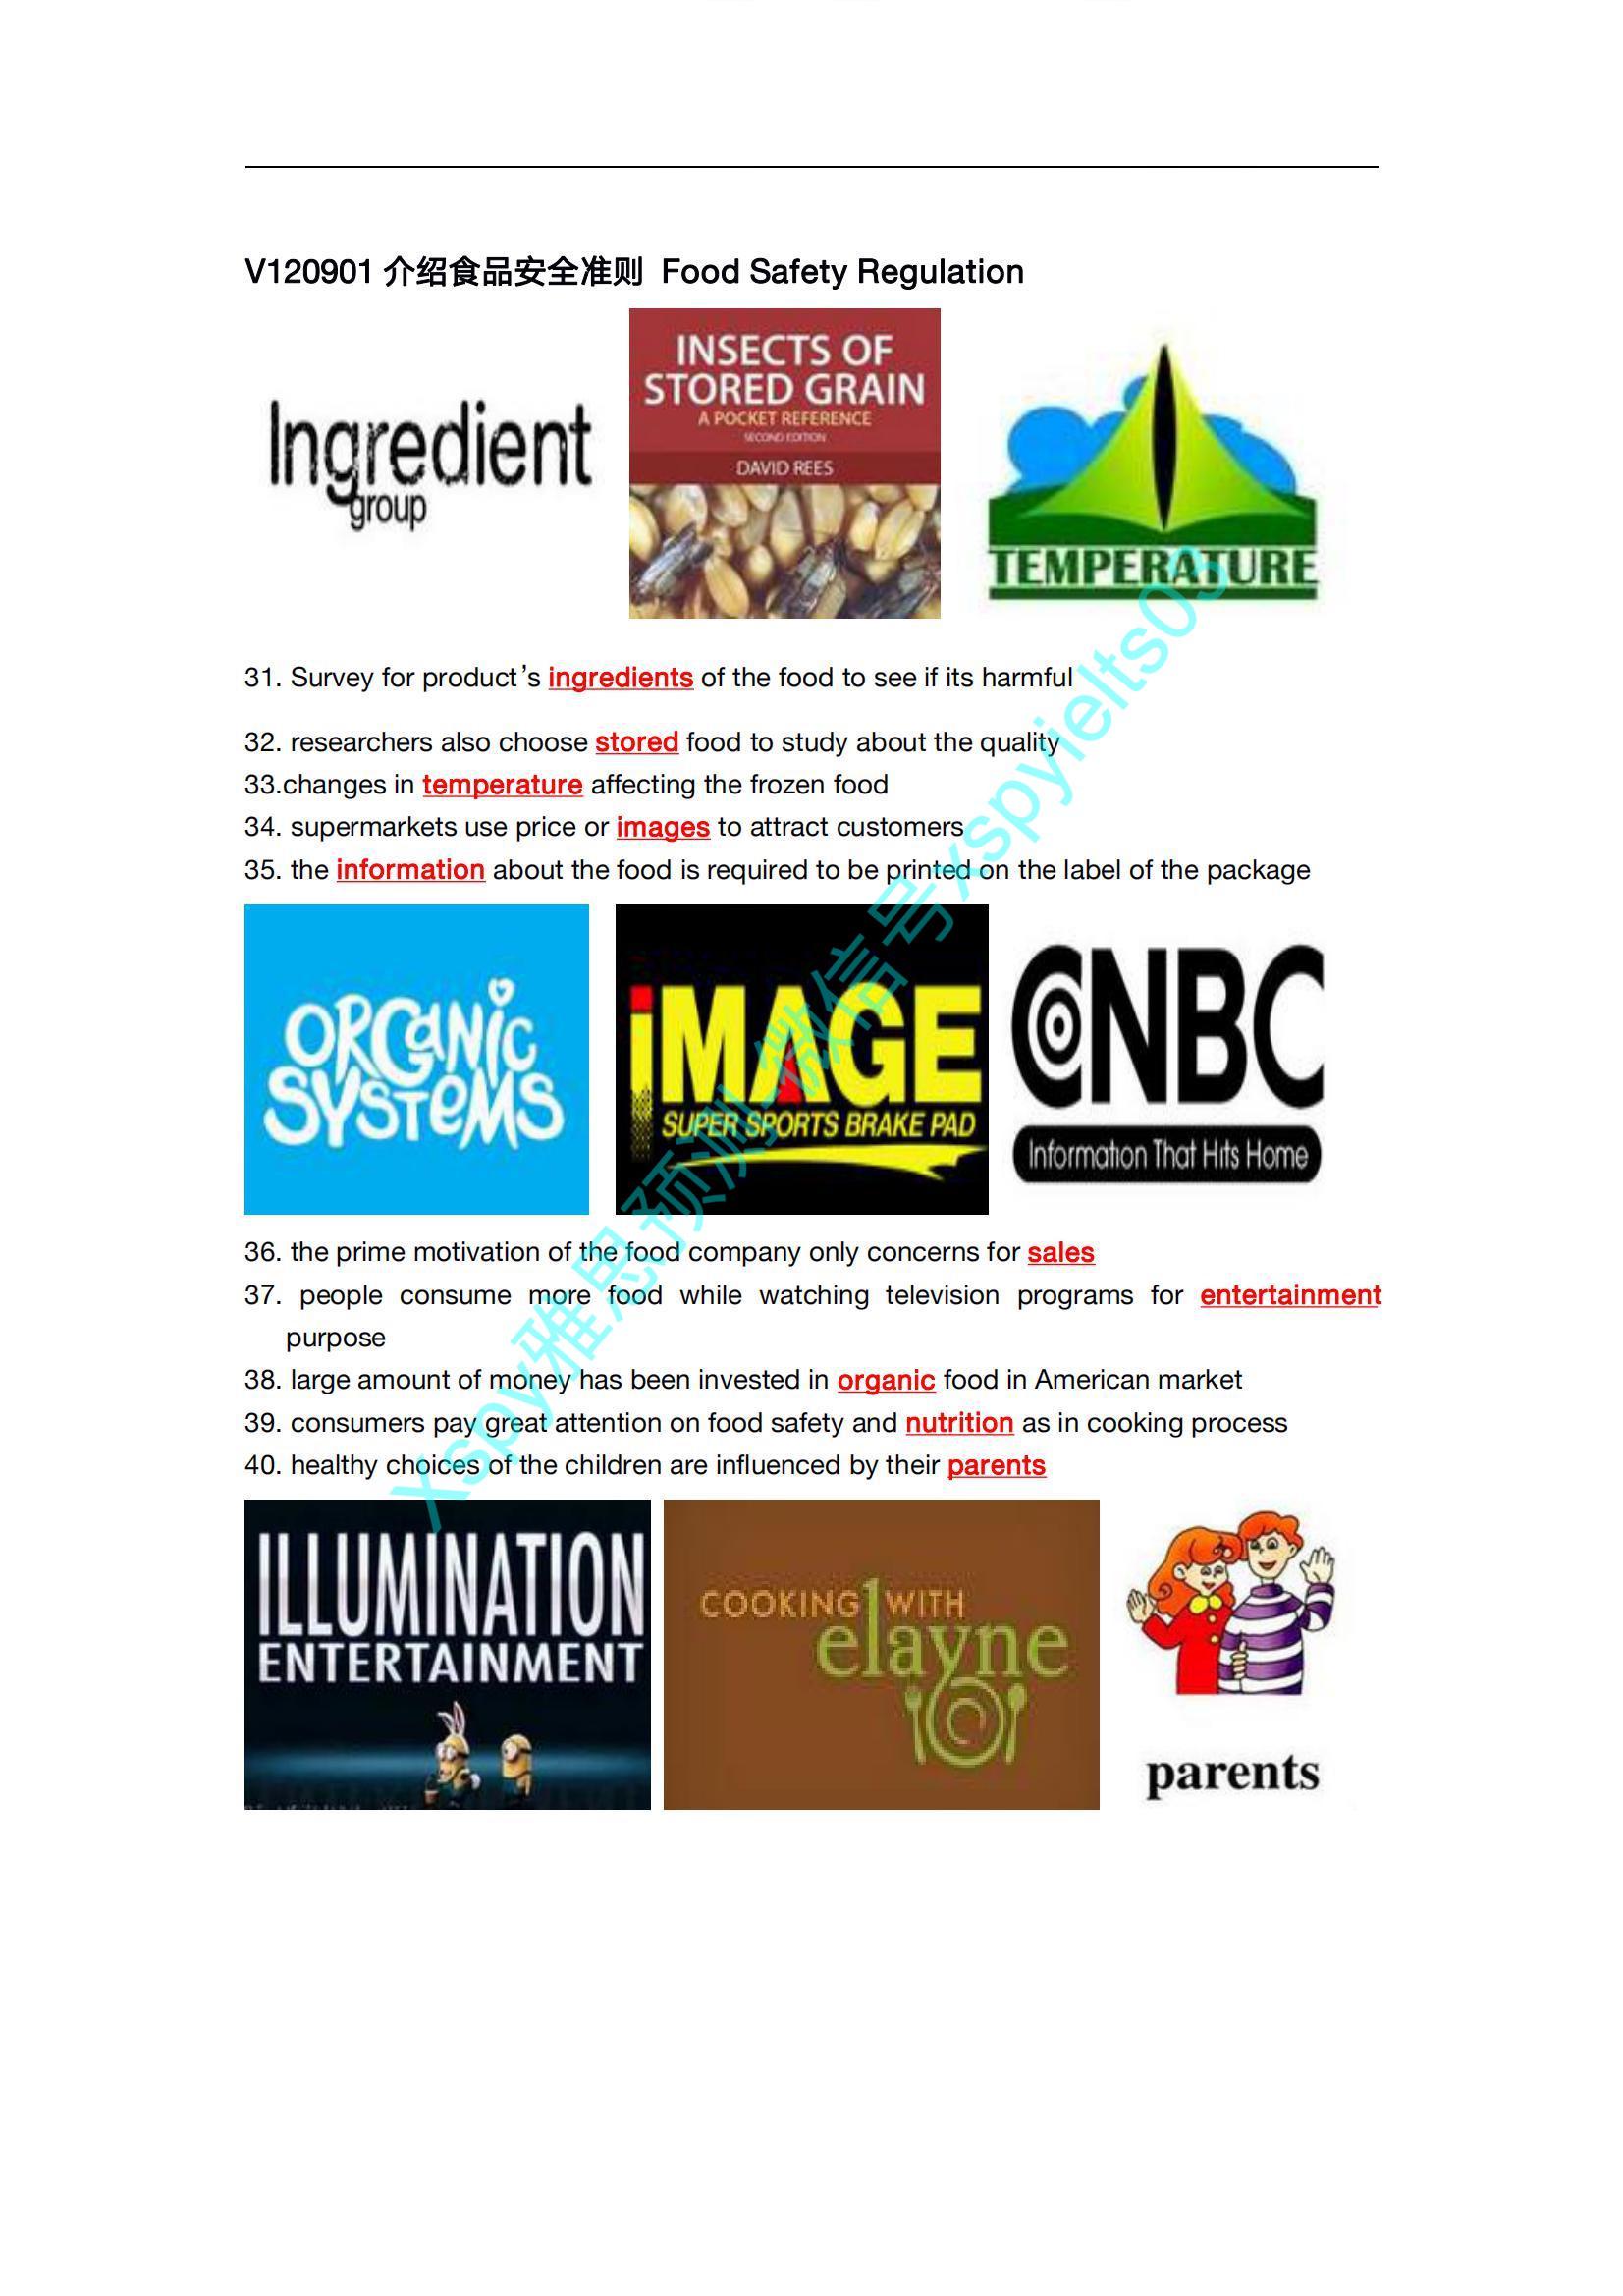 V120901 介绍食品安全准则 Food Safety Regulation
Ingredient
group
INSECTS OF
STORED GRAIN
A POCKET REFERENCE
SECOND EDITION
DAVID REES
TEMPERATURE
31. Survey for product’s ingredients of the food to see if its harmful
32. researchers also choose stored food to study about the quality
33.changes in temperature affecting the frozen food
34. supermarkets use price or images to attract customers
35. the information about the food is required to be printed on the label of the package
ORGANIC
SYSTEMS
iMAGE
SUPER SPORTS BRAKE PAD
CNBC
Information That Hits Home
36. the prime motivation of the food company only concerns for sales
37. people consume more food while watching television programs for entertainment
purpose
38. large amount of money has been invested in organic food in American market
39. consumers pay great attention on food safety and nutrition as in cooking process
40. healthy choices of the children are influenced by their parents
ILLUMINATION
ENTERTAINMENT
COOKING WITH
elayne
parents
Xspy雅思预测-微信号xspyielts03